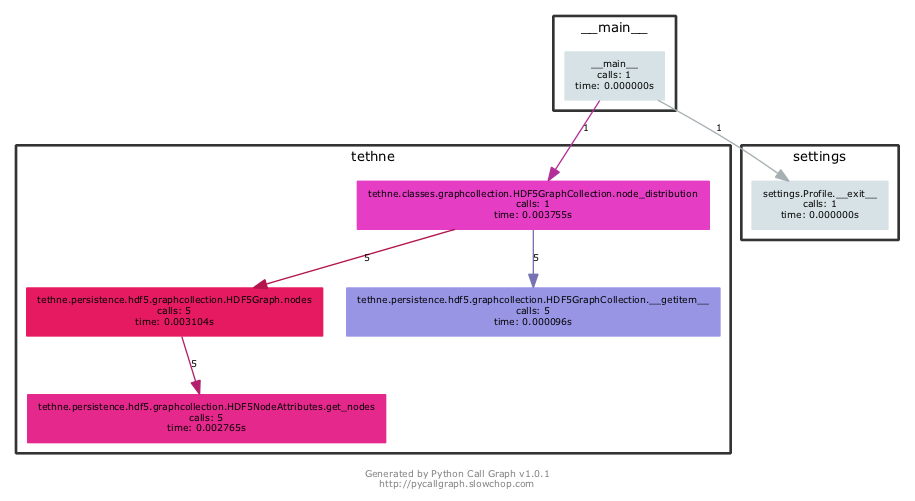 __main__
__main__
calls: 1
time: 0.000000s
1
1
tethne
settings
tethne.classes.graphcollection.HDF5GraphCollection.node_distribution
calls: 1
time: 0.003755s
settings.Profile.__exit__
calls: 1
time: 0.000000s
5
5
tethne.persistence.hdf5.graphcollection.HDF5Graph.nodes
calls: 5
time: 0.003104s
tethne.persistence.hdf5.graphcollection.HDF5GraphCollection.__getitem__
calls: 5
time: 0.000096s
5
tethne.persistence.hdf5.graphcollection.HDF5NodeAttributes.get_nodes
calls: 5
time: 0.002765s
Generated by Python Call Graph v1.0.1
http://pycallgraph.slowchop.com